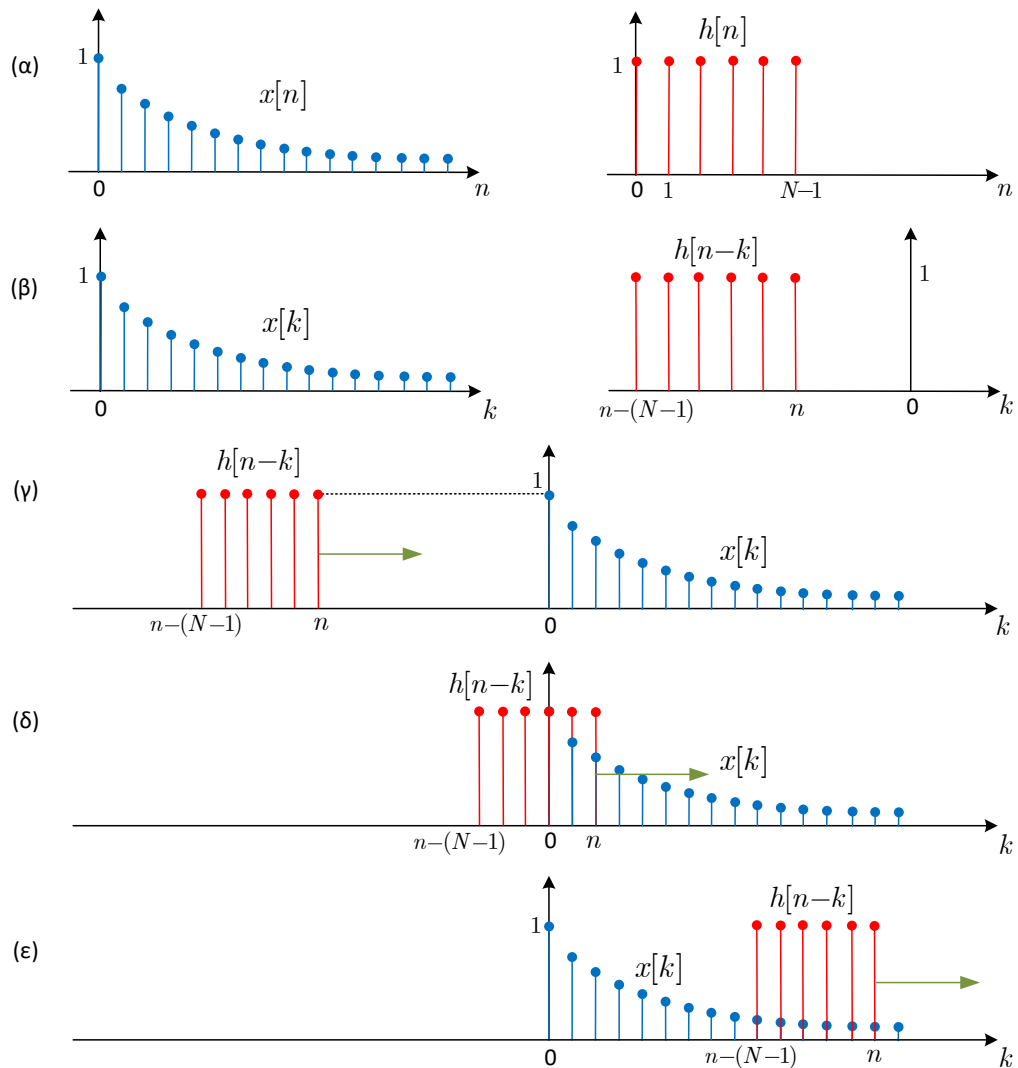 (α)
1
x[n]
0
n
h[n]
1
0
1
N−1
n
(β)
1
x[k]
0
k
h[n−k]
1
n−(N−1)
n
0
k
(γ)
h[n−k]
1
x[k]
n−(N−1)
n
0
k
(δ)
h[n−k]
x[k]
n−(N−1)
0
n
k
(ε)
1
h[n−k]
x[k]
0
n−(N−1)
n
k